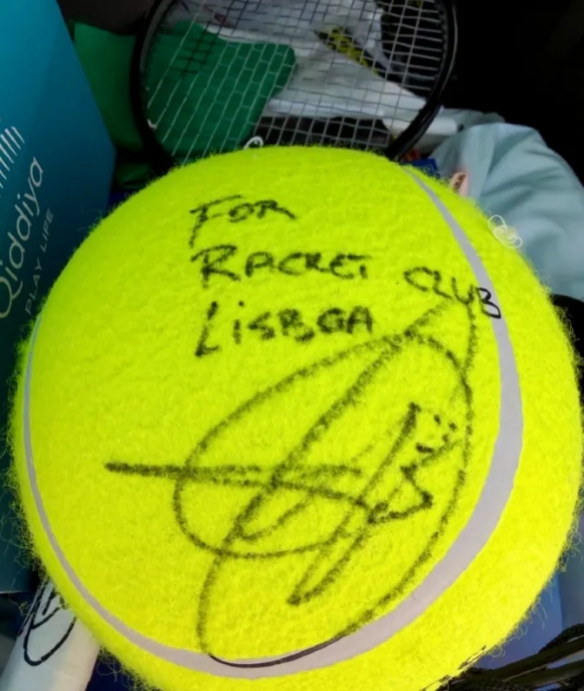 Qiddiya
PLAY LIFE
FOR
RACKET CLUB
LISBOA